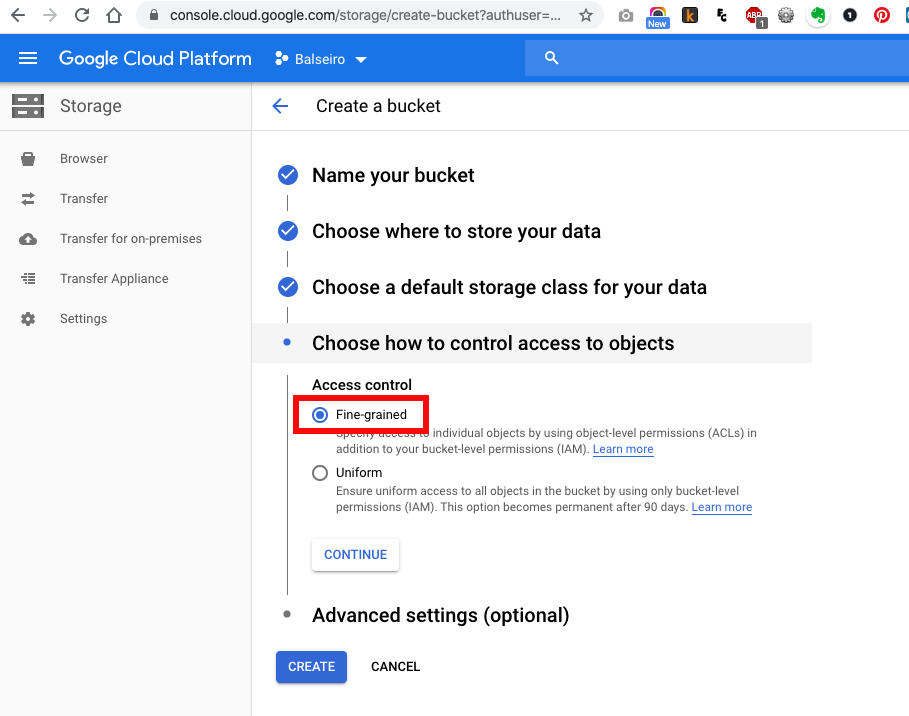 console.cloud.google.com/storage/create-bucket?authuser=...
New
k
ABP
1
1
Google Cloud Platform
Balseiro
Storage
Create a bucket
Browser
Transfer
Transfer for on-premises
Transfer Appliance
Settings
Name your bucket
Choose where to store your data
Choose a default storage class for your data
Choose how to control access to objects
Access control
Fine-grained
Specify access to individual objects by using object-level permissions (ACLs) in
addition to your bucket-level permissions (IAM). Learn more
Uniform
Ensure uniform access to all objects in the bucket by using only bucket-level
permissions (IAM). This option becomes permanent after 90 days. Learn more
CONTINUE
Advanced settings (optional)
CREATE
CANCEL